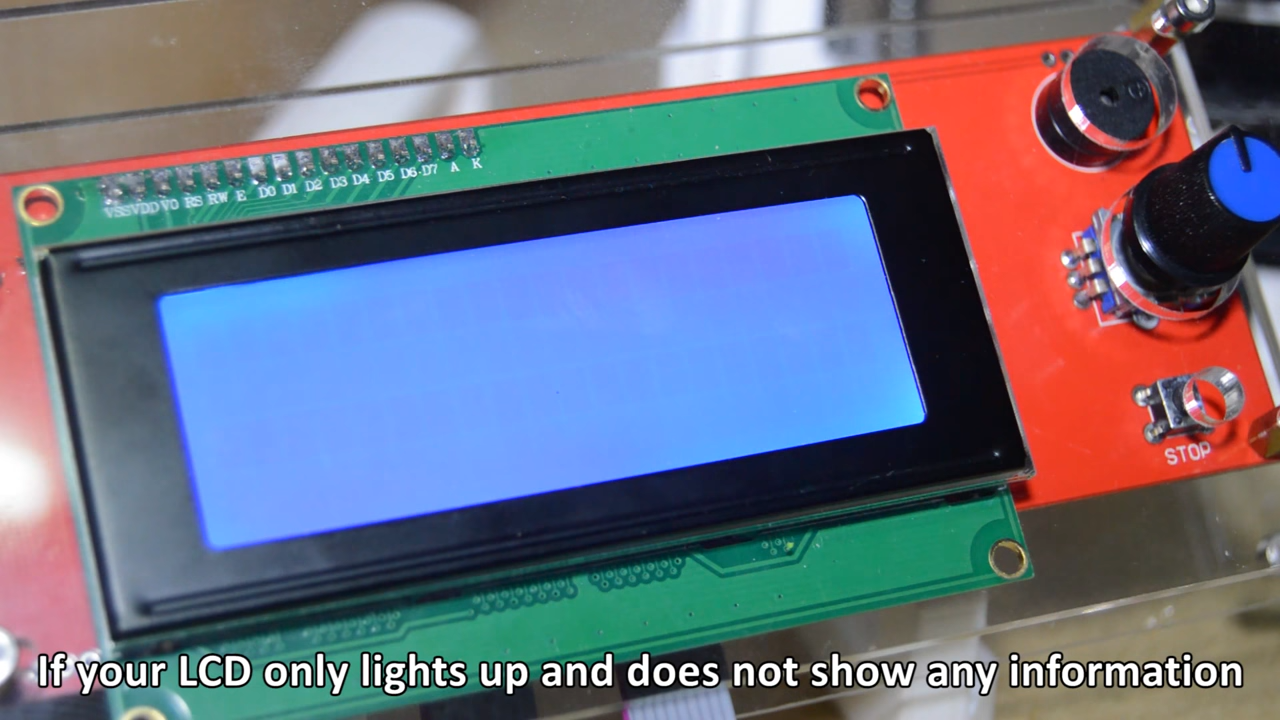 VSS VDD V0 RS RW E D0 D1 D2 D3 D4 D5 D6 D7 A K
STOP
If your LCD only lights up and does not show any information